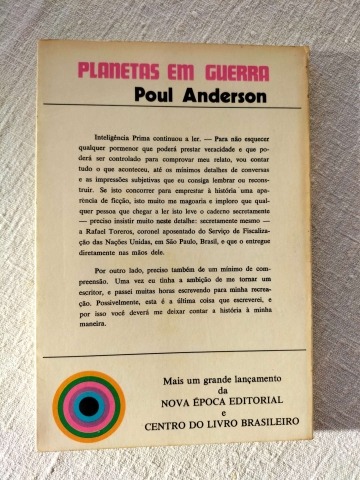 PLANETAS EM GUERRA
Poul Anderson
Inteligência Prima continuou a ler. — Para não esquecer
qualquer pormenor que poderá prestar veracidade e que po-
derá ser controlado para comprovar meu relato, vou contar
tudo o que aconteceu, até os mínimos detalhes de conversas
e as impressões subjetivas que eu consiga lembrar ou recons-
truir. Se isto concorrer para emprestar à história uma apa-
rência de ficção, isto muito me magoaria e imploro que qual-
quer pessoa que chegar a ler isto leve o caderno secretamente
— preciso insistir muito neste detalhe: secretamente mesmo —
a Rafael Toreros, coronel aposentado do Serviço de Fiscaliza-
ção das Nações Unidas, em São Paulo, Brasil, e que o entregue
diretamente nas mãos dele.
Por outro lado, preciso também de um mínimo de com-
preensão. Uma vez eu tinha a ambição de me tornar um
escritor, e passei muitas horas escrevendo para minha recrea-
ção. Possivelmente, esta é a última coisa que escreverei, e
por isso você deverá me deixar contar a história à minha
maneira.
Mais um grande lançamento
da
NOVA ÉPOCA EDITORIAL
e
CENTRO DO LIVRO BRASILEIRO